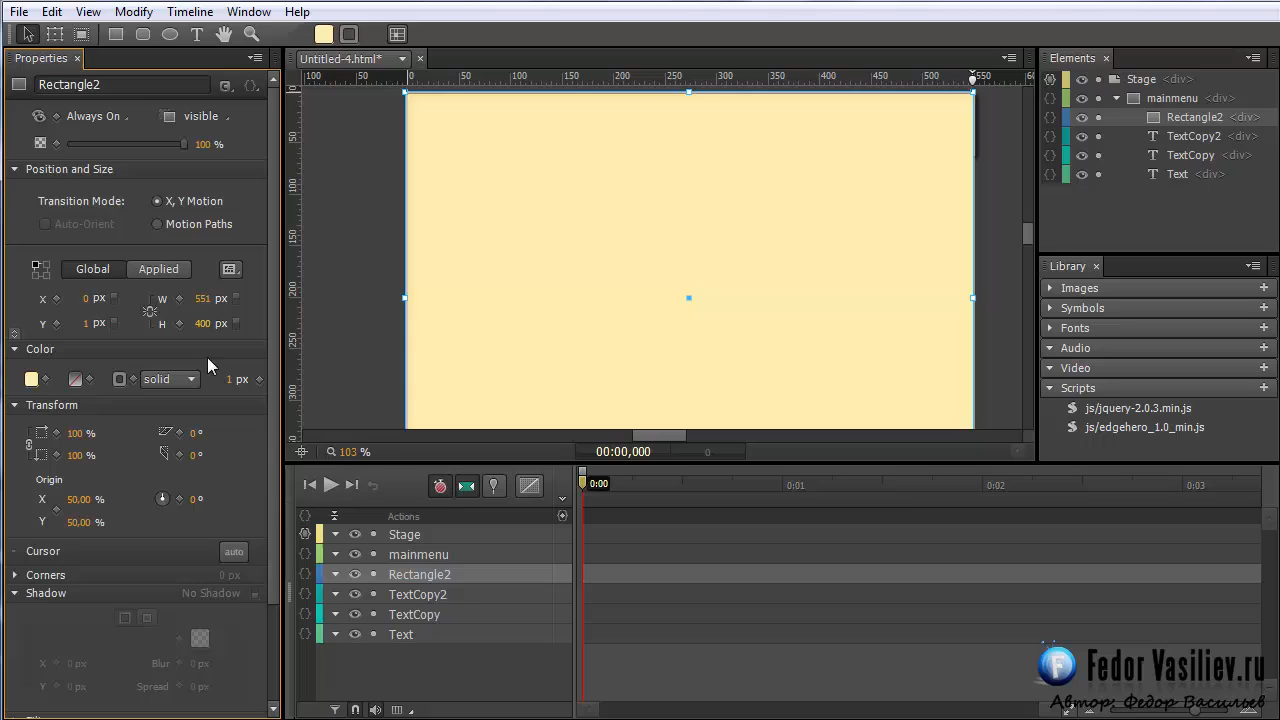 File Edit View Modify Timeline Window Help
Properties
Untitled-4.html*
Elements
100 50 0 50 100 150 200 250 300 350 400 450 500 550
Rectangle2
Always On
visible
100 %
Position and Size
Transition Mode:
X, Y Motion
Auto-Orient
Motion Paths
Global Applied
X 0 px W 551 px
Y 1 px H 400 px
Color
solid 1 px
Transform
100 % 0 °
100 % 0 °
Origin
X 50,00 % 0 °
Y 50,00 %
Cursor auto
Corners 0 px
Shadow No Shadow
X 0 px Blur 0 px
Y 0 px Spread 0 px
0
50
100
150
200
250
300
103 % 00:00,000 0
Stage <div>
mainmenu <div>
Rectangle2 <div>
TextCopy2 <div>
TextCopy <div>
Text <div>
Library
Images
Symbols
Fonts
Audio
Video
Scripts
js/jquery-2.0.3.min.js
js/edgehero_1.0_min.js
0:00 0:01 0:02 0:03
Actions
Stage
mainmenu
Rectangle2
TextCopy2
TextCopy
Text
Fedor Vasiliev.ru
Автор: Федор Васильев